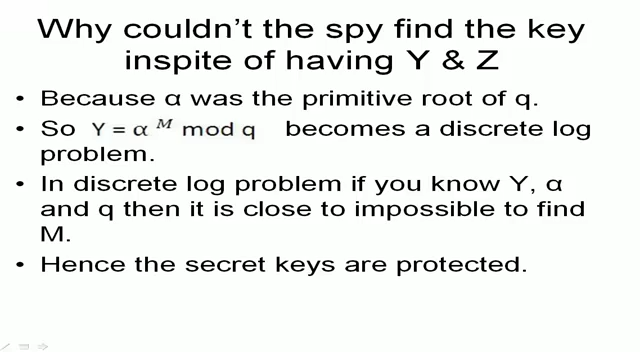 Why couldn't the spy find the key
inspite of having Y & Z
• Because α was the primitive root of q.
• So Y = α ᴹ mod q becomes a discrete log
problem.
• In discrete log problem if you know Y, α
and q then it is close to impossible to find
M.
• Hence the secret keys are protected.